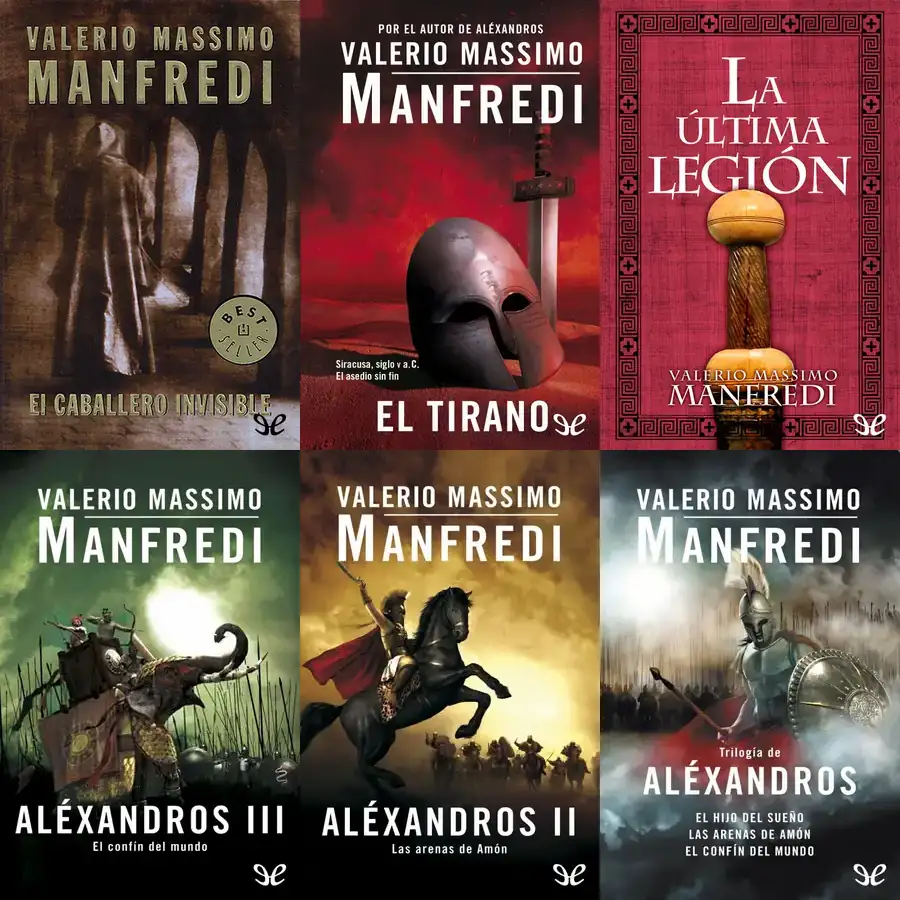 VALERIO MASSIMO
MANFREDI
BEST
SELLER
El CABALLERO INVISIBLE
POR EL AUTOR DE ALÉXANDROS
VALERIO MASSIMO
MANFREDI
Siracusa, siglo V a.C.
El asedio sin fin
EL TIRANO
LA
ÚLTIMA
LEGIÓN
VALERIO MASSIMO
MANFREDI
VALERIO MASSIMO
MANFREDI
ALÉXANDROS III
El confín del mundo
VALERIO MASSIMO
MANFREDI
ALÉXANDROS II
Las arenas de Amón
VALERIO MASSIMO
MANFREDI
Trilogía de
ALÉXANDROS
EL HIJO DEL SUEÑO
LAS ARENAS DE AMÓN
EL CONFÍN DEL MUNDO